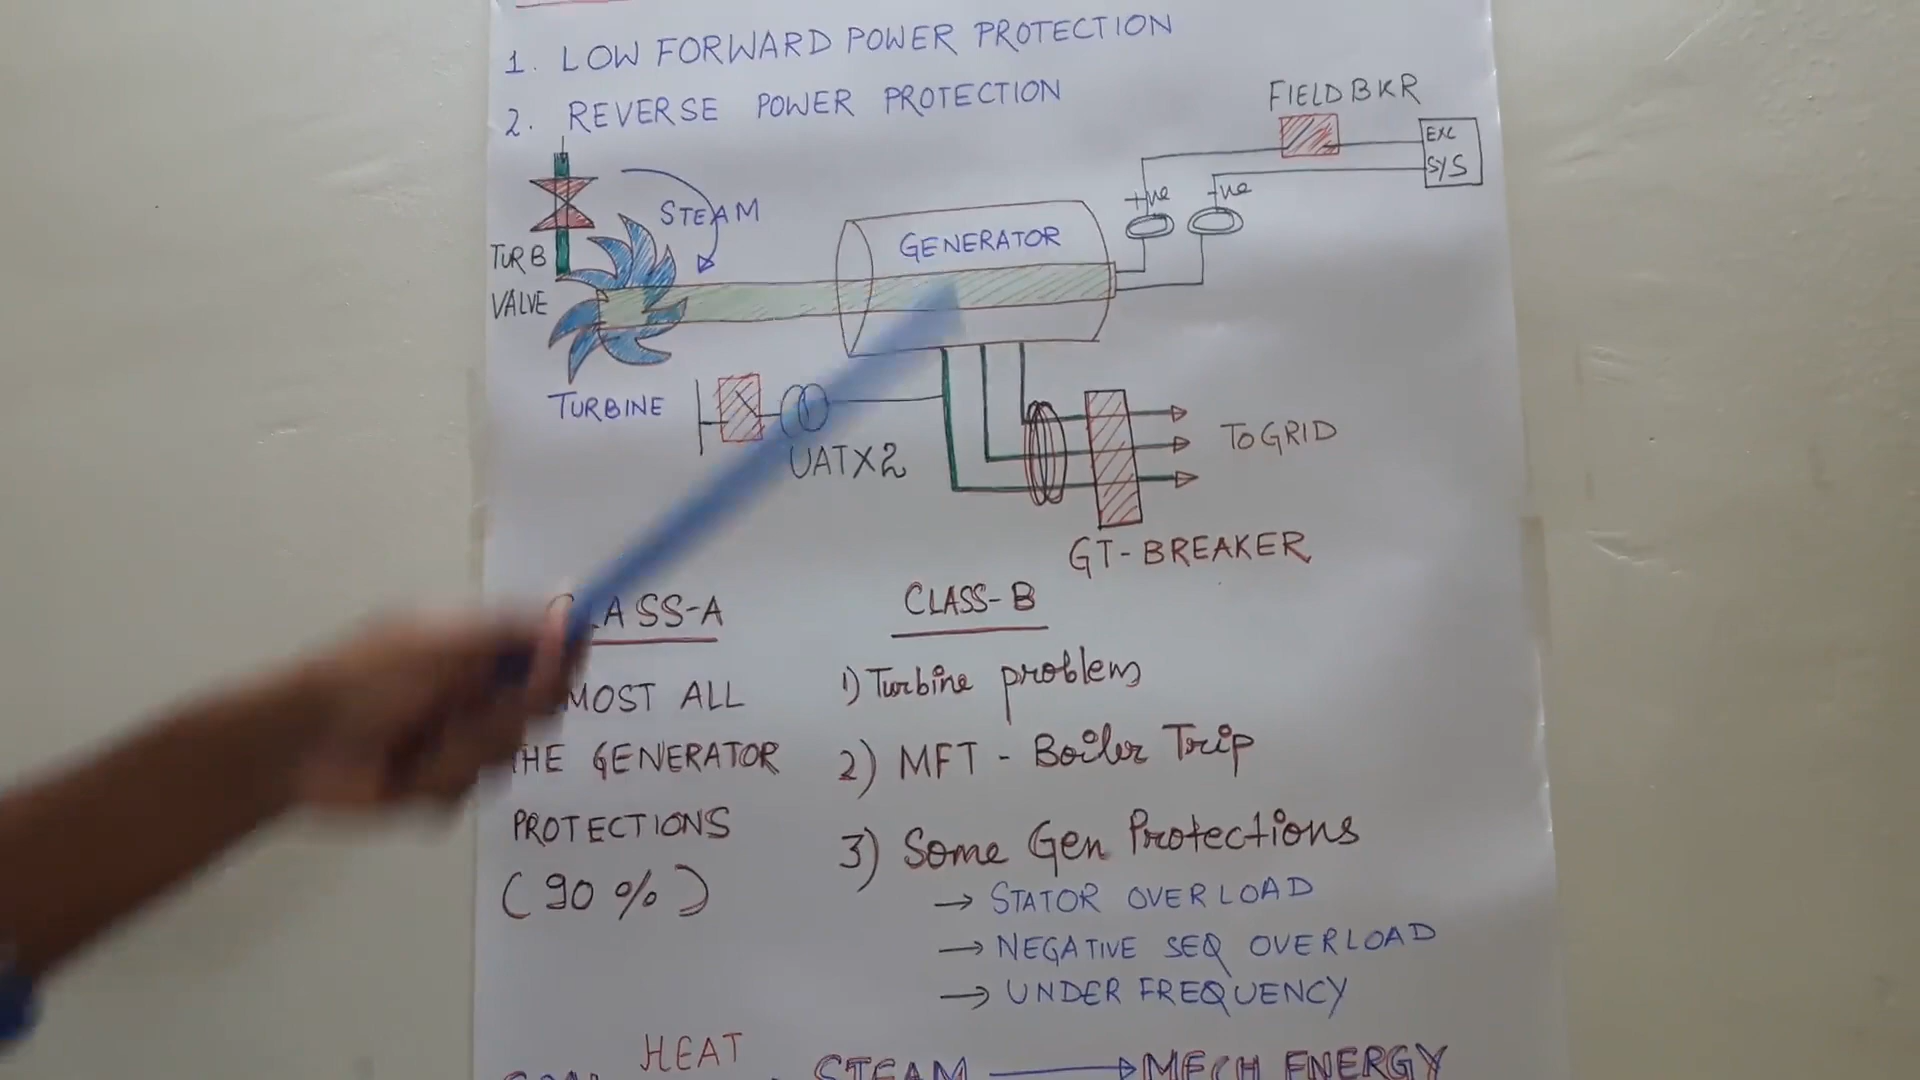 1. LOW FORWARD POWER PROTECTION
2. REVERSE POWER PROTECTION
FIELD BKR
EXC
SYS
+ve
-ve
STEAM
GENERATOR
TURB
VALVE
TURBINE
UATX2
TO GRID
GT-BREAKER
CLASS-B
MOST ALL
GENERATOR
PROTECTIONS
(90%)
1) Turbine problem
2) MFT - Boiler Trip
3) Some Gen Protections
→ STATOR OVERLOAD
→ NEGATIVE SEQ OVERLOAD
→ UNDER FREQUENCY
HEAT
STEAM → MECH ENERGY